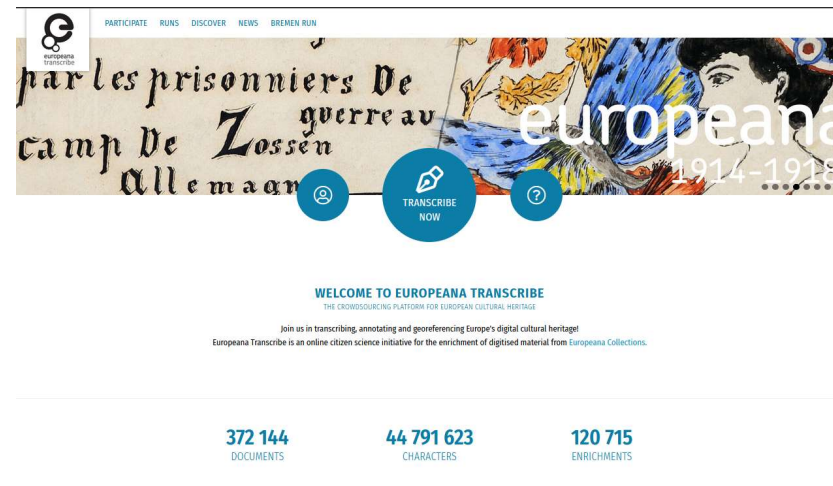 europeana
transcribe
PARTICIPATE RUNS DISCOVER NEWS BREMEN RUN
par les prisonniers De
guerre au
camp De Zossen
Allemagn
europeana
1914-1918
TRANSCRIBE
NOW
?
WELCOME TO EUROPEANA TRANSCRIBE
THE CROWDSOURCING PLATFORM FOR EUROPEAN CULTURAL HERITAGE
Join us in transcribing, annotating and georeferencing Europe's digital cultural heritage!
Europeana Transcribe is an online citizen science initiative for the enrichment of digitised material from Europeana Collections.
372 144 44 791 623 120 715
DOCUMENTS CHARACTERS ENRICHMENTS